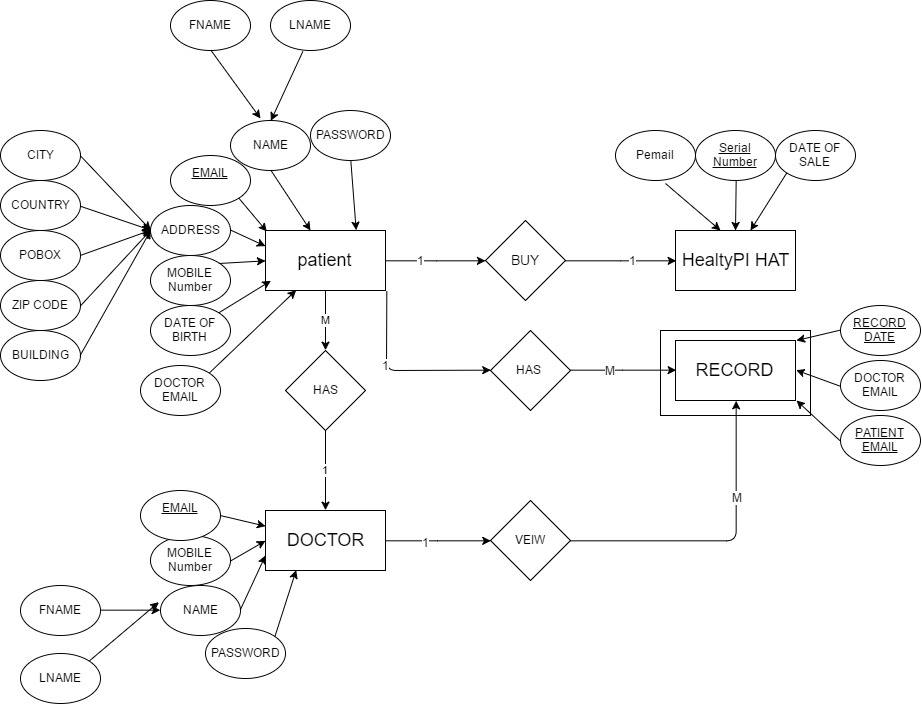 FNAME
LNAME
NAME
PASSWORD
CITY
EMAIL
COUNTRY
ADDRESS
POBOX
MOBILE
Number
ZIP CODE
DATE OF
BIRTH
BUILDING
DOCTOR
EMAIL
patient
1
BUY
1
Pemail
Serial
Number
DATE OF
SALE
HealtyPI HAT
M
HAS
1
1
HAS
M
RECORD
RECORD
DATE
DOCTOR
EMAIL
PATIENT
EMAIL
EMAIL
MOBILE
Number
NAME
FNAME
LNAME
PASSWORD
DOCTOR
1
VEIW
M